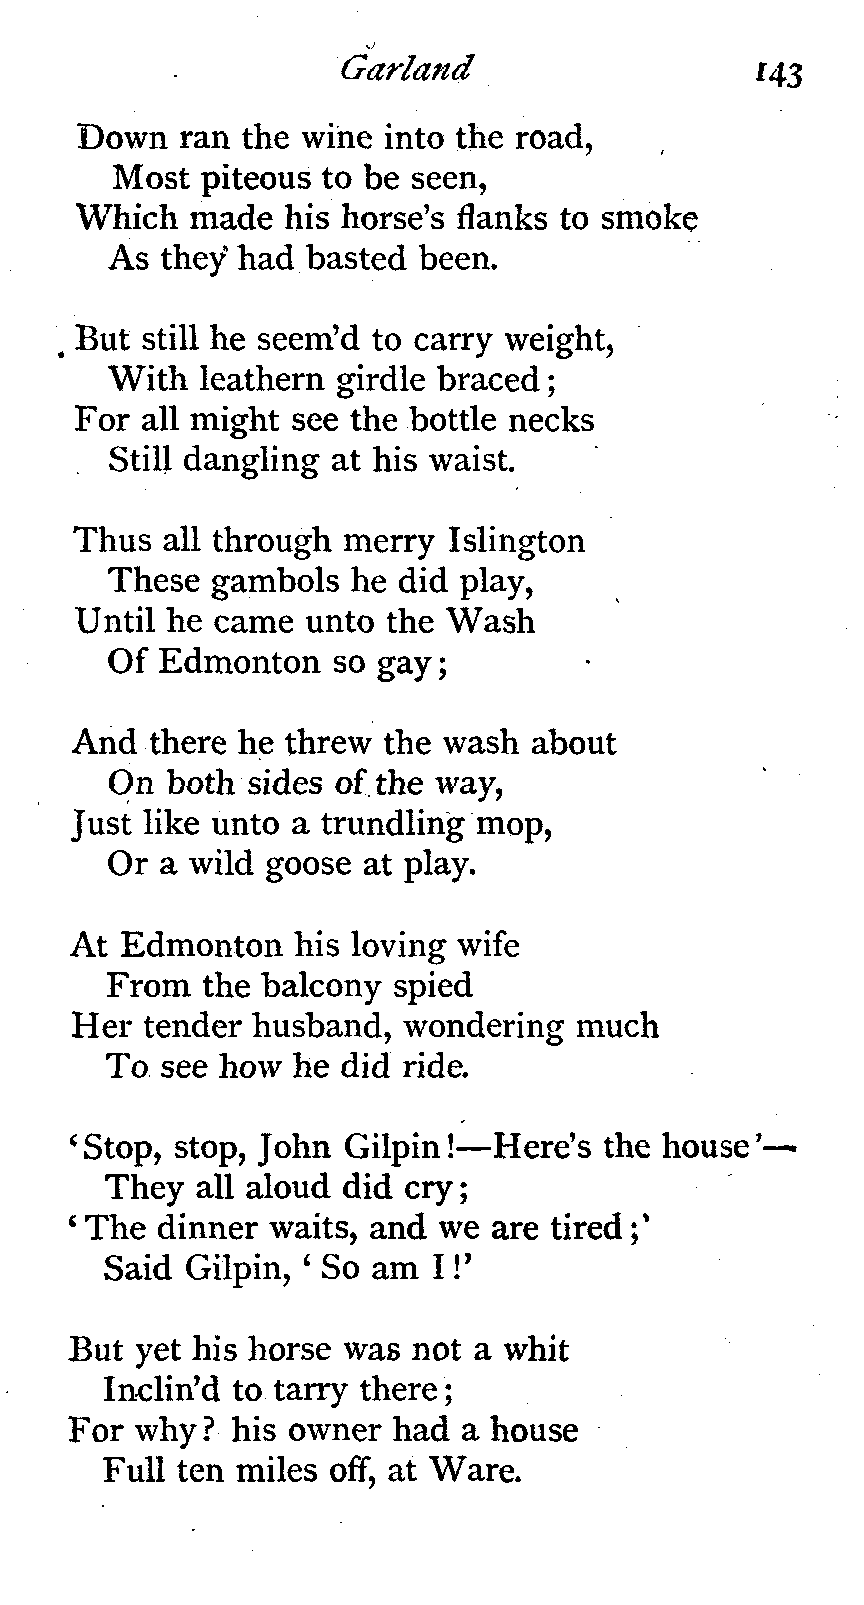 Garland 143
Down ran the wine into the road,
Most piteous to be seen,
Which made his horse's flanks to smoke
As they had basted been.
But still he seem'd to carry weight,
With leathern girdle braced;
For all might see the bottle necks
Still dangling at his waist.
Thus all through merry Islington
These gambols he did play,
Until he came unto the Wash
Of Edmonton so gay;
And there he threw the wash about
On both sides of the way,
Just like unto a trundling mop,
Or a wild goose at play.
At Edmonton his loving wife
From the balcony spied
Her tender husband, wondering much
To see how he did ride.
‘Stop, stop, John Gilpin!—Here's the house’—
They all aloud did cry;
‘The dinner waits, and we are tired;’
Said Gilpin, ‘So am I!’
But yet his horse was not a whit
Inclin'd to tarry there;
For why? his owner had a house
Full ten miles off, at Ware.